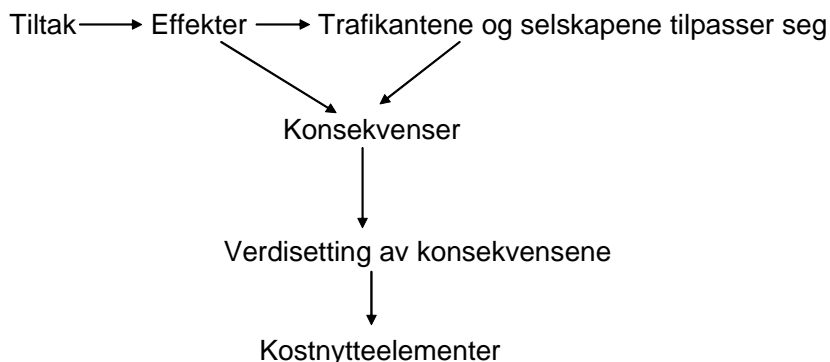 Tiltak Effekter Trafikantene og selskapene tilpasser seg
Konsekvenser
Verdisetting av konsekvensene
Kostnytteelementer